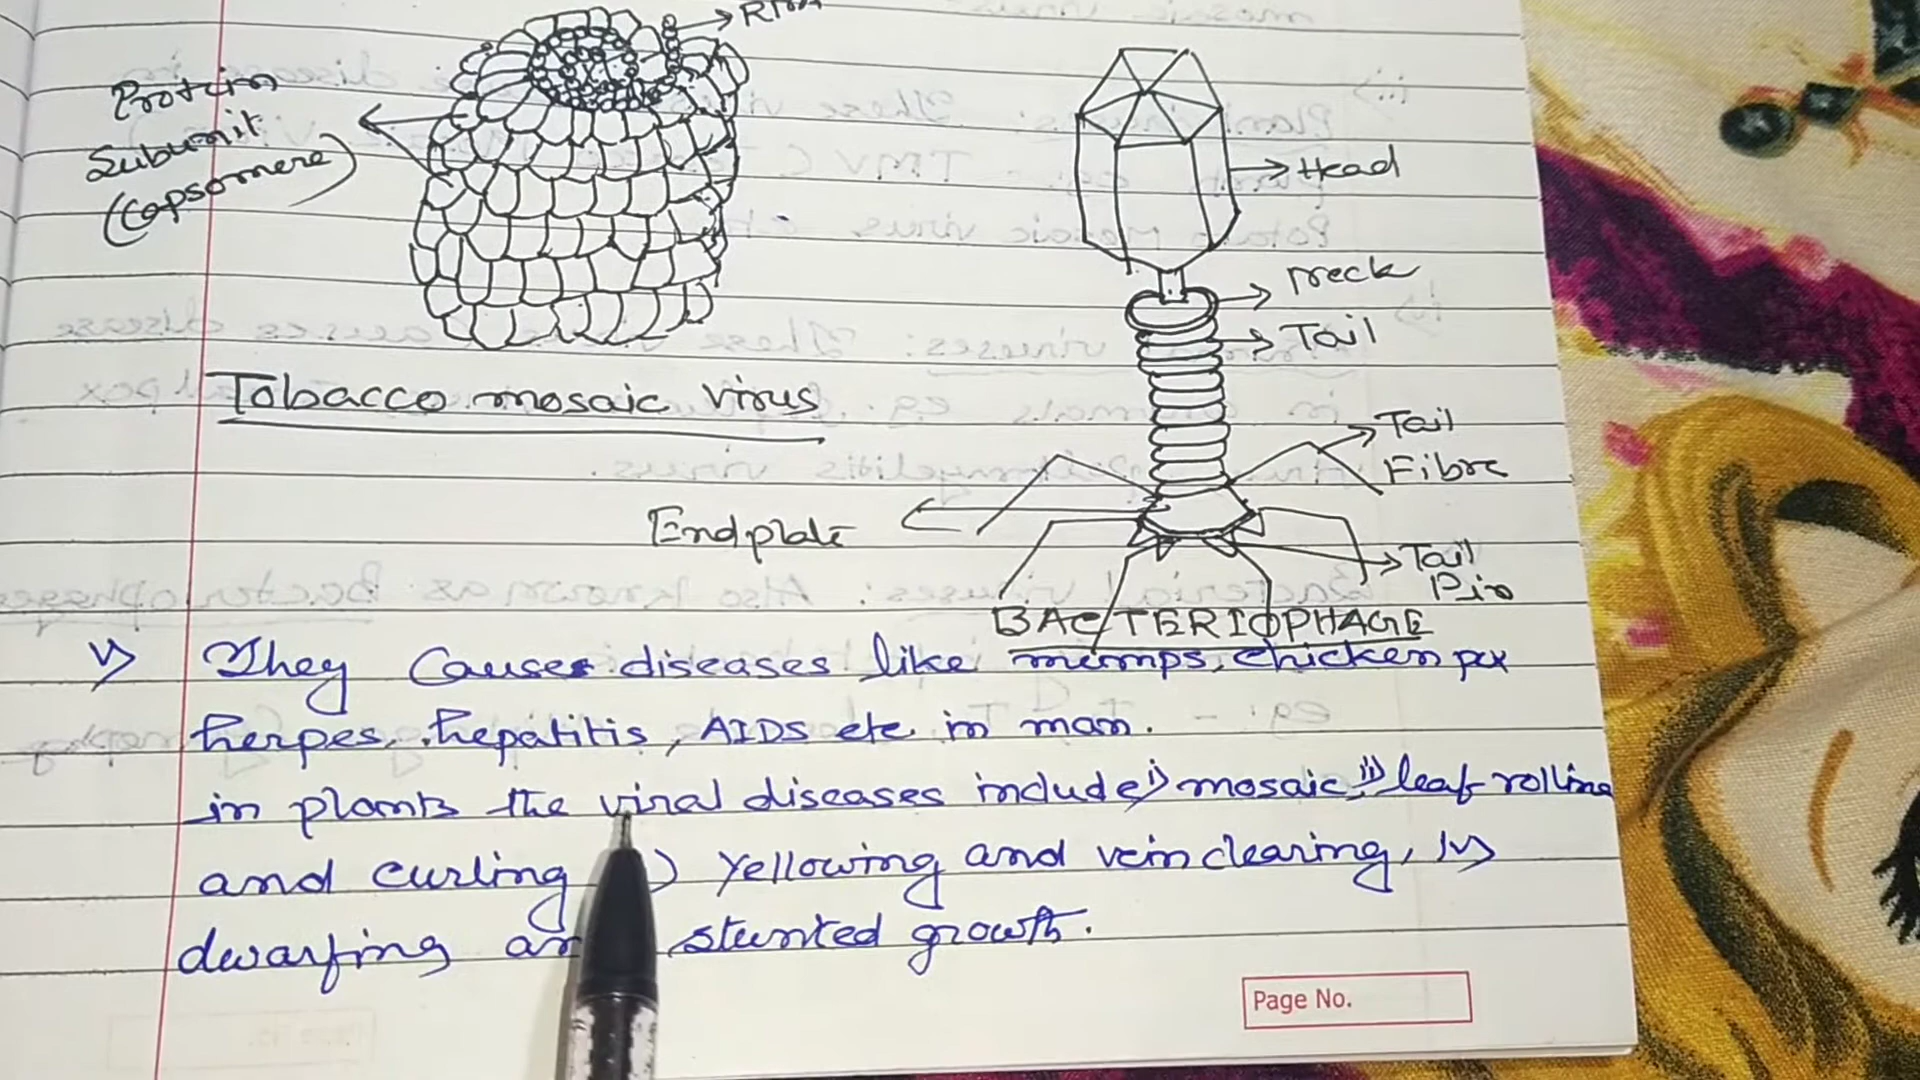 RNA
Protein
Subunit
(Capsomere)
Head
neck
Tail
Tobacco mosaic virus
Tail
Fibre
Endplate
Tail
Pin
BACTERIOPHAGE
v) They Causes diseases like mumps, chicken pox
herpes, hepatitis, AIDS etc in man.
in plants the viral diseases include i) mosaic, ii) leaf rolling
and curling ) Yellowing and vein clearing, iv)
dwarfing an stunted growth.
Page No.